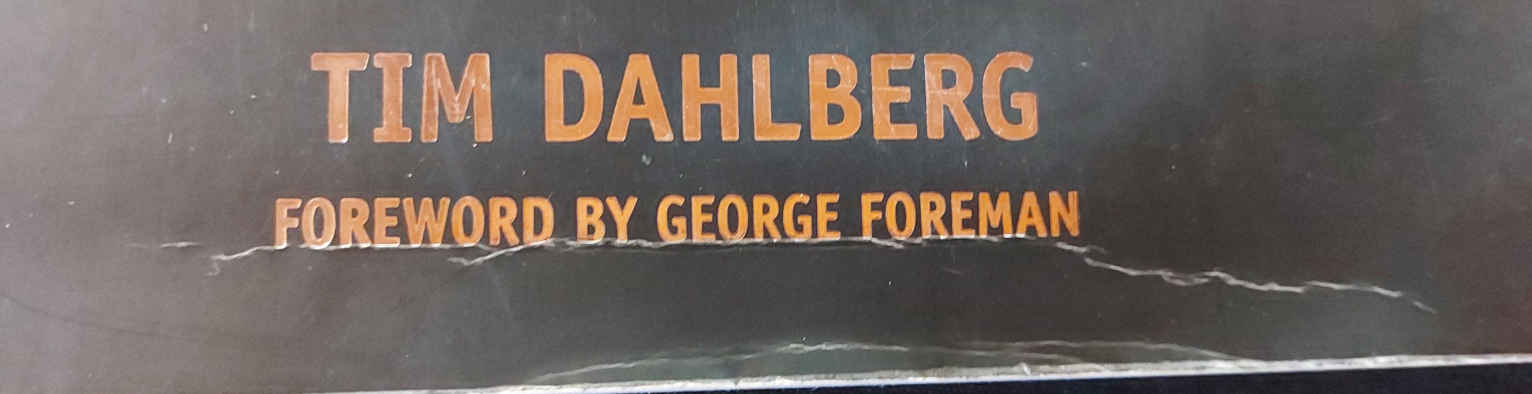 TIM DAHLBERG
FOREWORD BY GEORGE FOREMAN